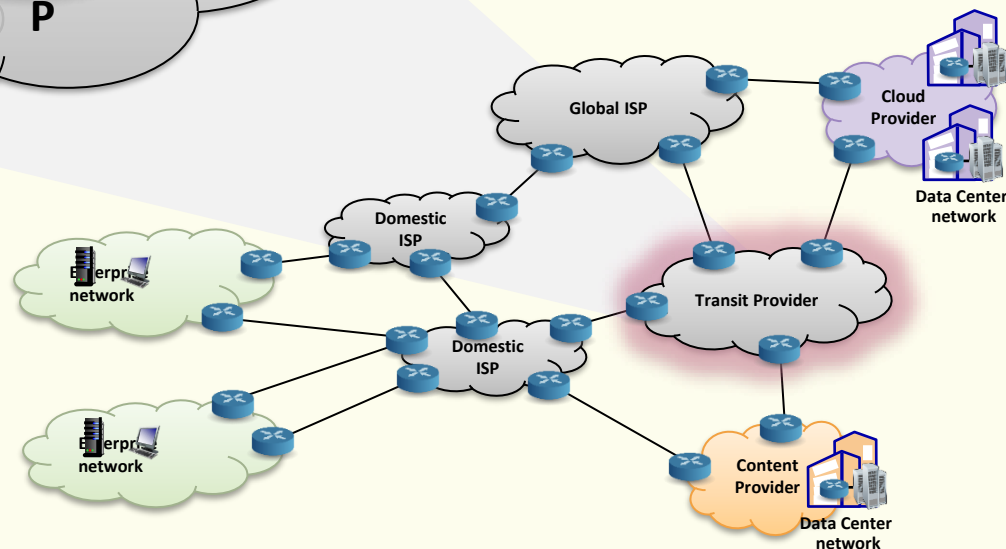 P
Global ISP
Cloud
Provider
Data Center
network
Domestic
ISP
network
Transit Provider
Domestic
ISP
network
Content
Provider
Data Center
network